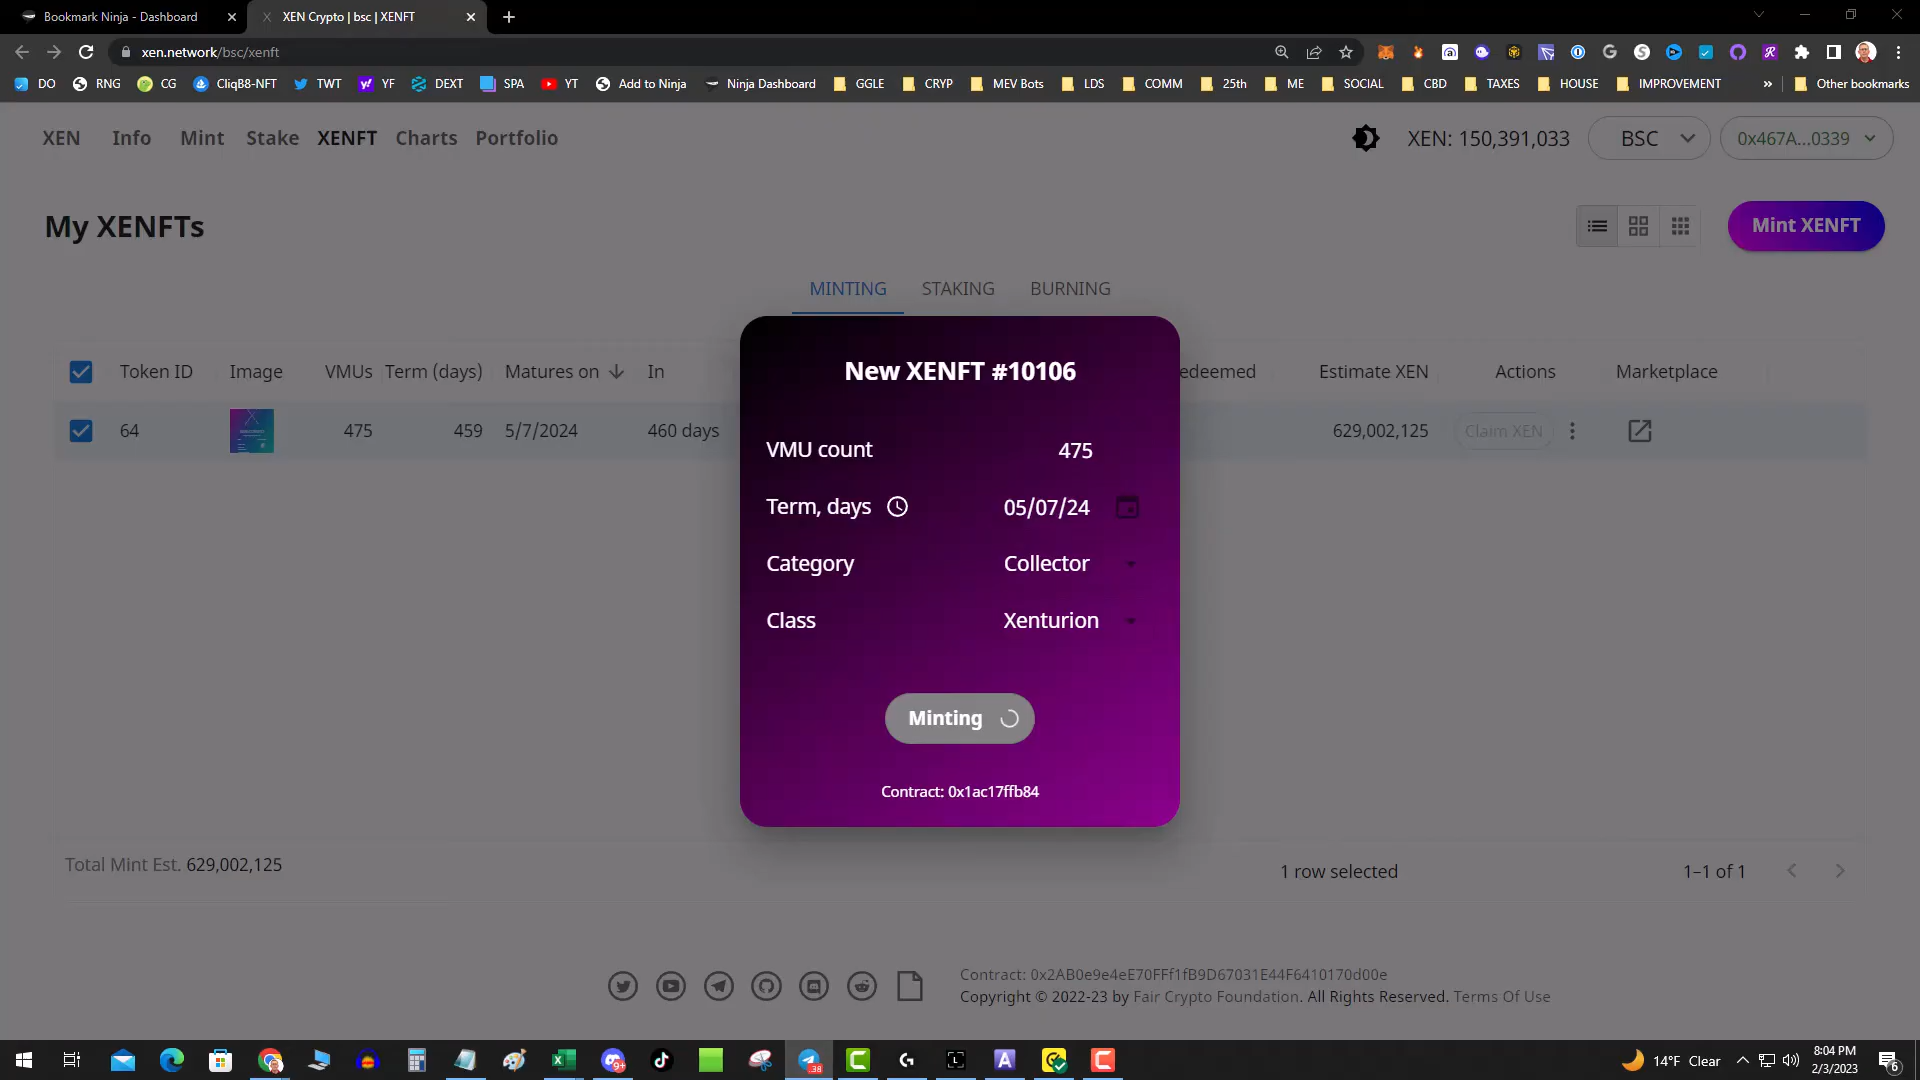 Bookmark Ninja - Dashboard
XEN Crypto | bsc | XENFT
xen.network/bsc/xenft
DO RNG CG CliqB8-NFT TWT YF DEXT SPA YT Add to Ninja Ninja Dashboard GGLE CRYP MEV Bots LDS COMM 25th ME SOCIAL CBD TAXES HOUSE IMPROVEMENT » Other bookmarks
XEN Info Mint Stake XENFT Charts Portfolio XEN: 150,391,033 BSC 0x467A...0339
My XENFTs
Mint XENFT
MINTING STAKING BURNING
Token ID Image VMUs Term (days) Matures on In edeemed Estimate XEN Actions Marketplace
64 475 459 5/7/2024 460 days 629,002,125 Claim XEN
New XENFT #10106
VMU count 475
Term, days 05/07/24
Category Collector
Class Xenturion
Minting
Contract: 0x1ac17ffb84
Total Mint Est. 629,002,125
1 row selected
1–1 of 1
Contract: 0x2AB0e9e4eE70FFf1fB9D67031E44F6410170d00e
Copyright © 2022-23 by Fair Crypto Foundation. All Rights Reserved. Terms Of Use
14°F Clear
8:04 PM
2/3/2023